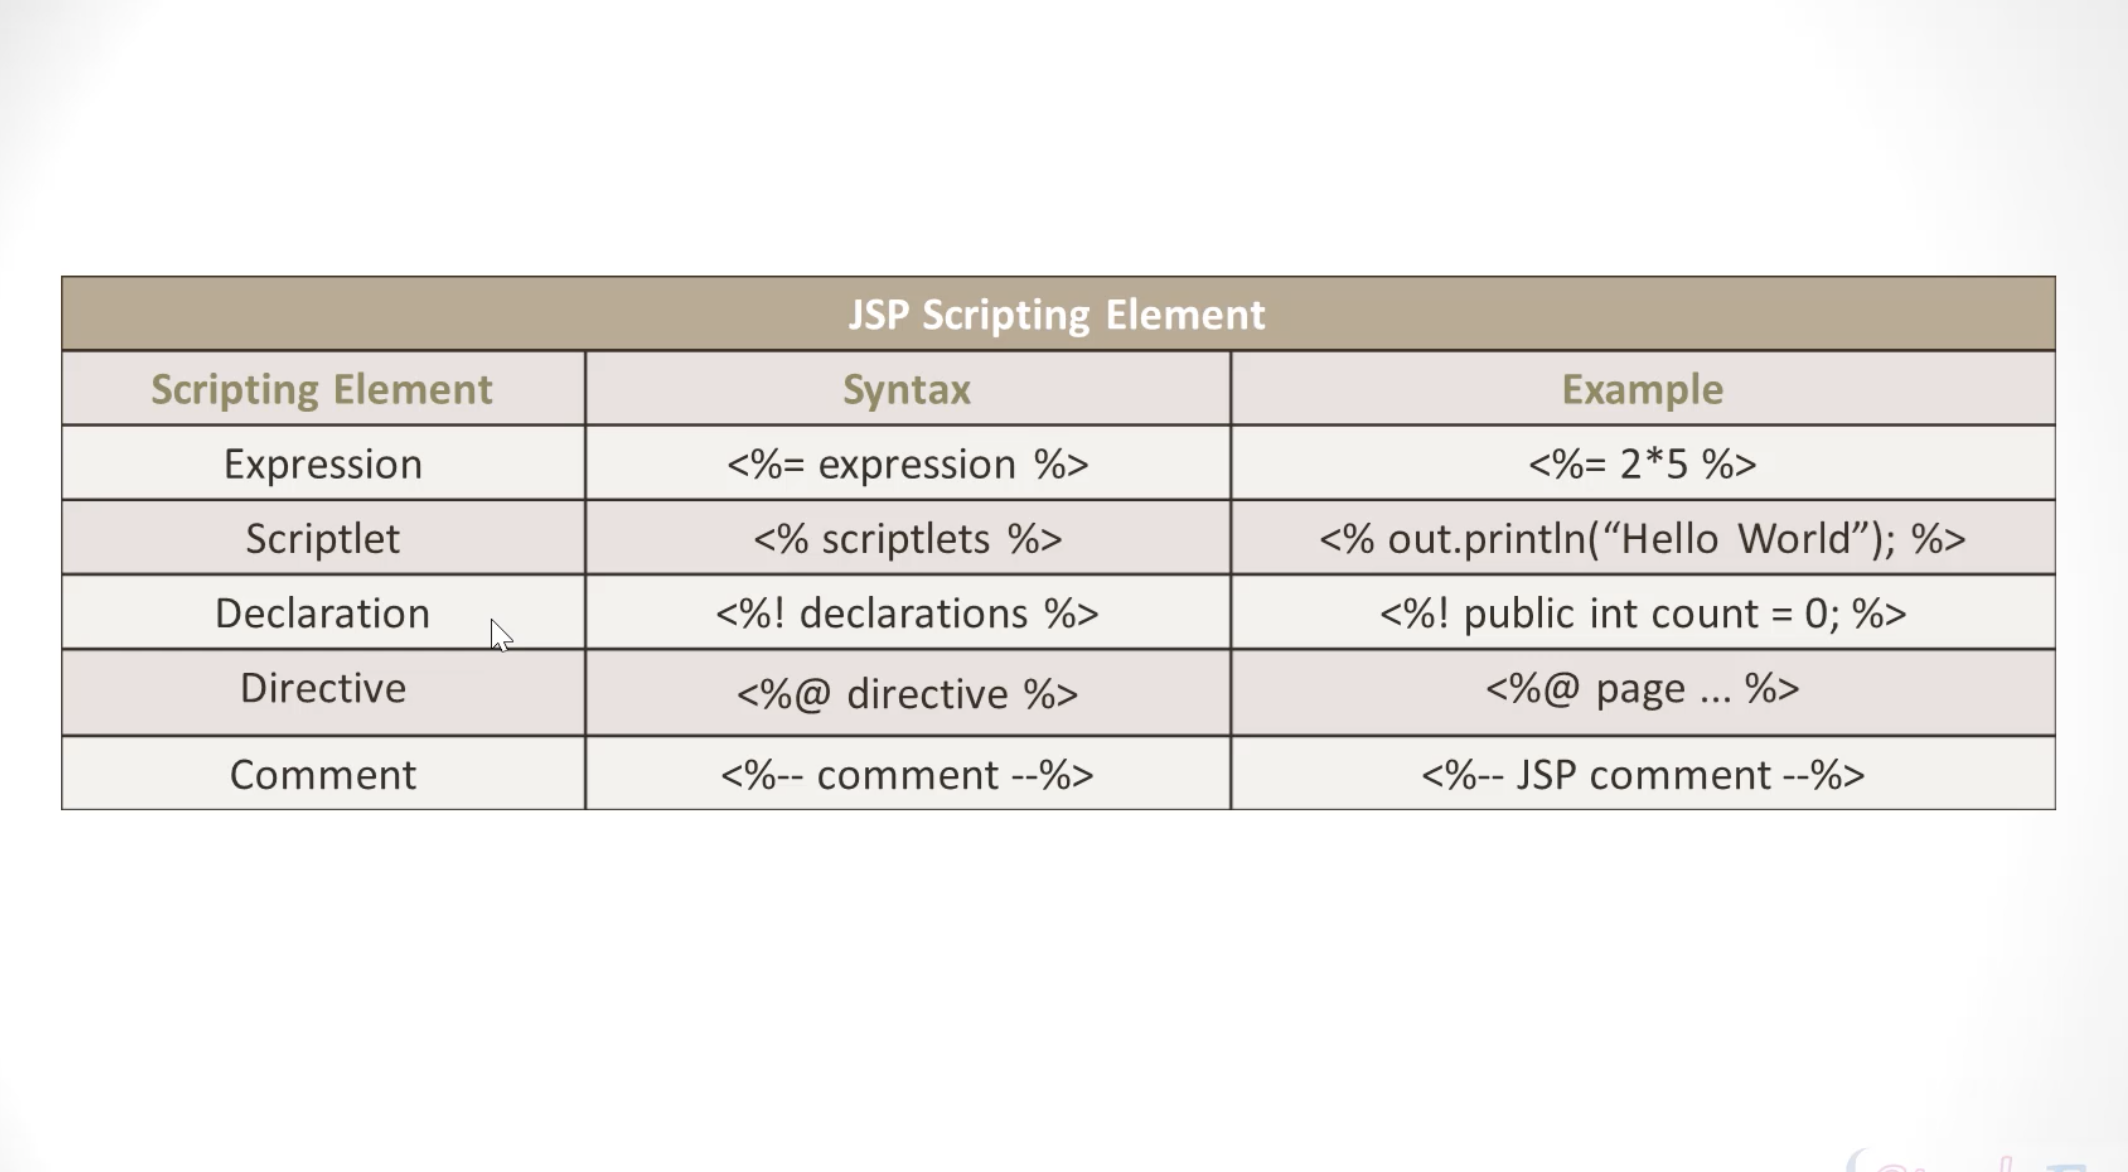 JSP Scripting Element
Scripting Element Syntax Example
Expression <%= expression %> <%= 2*5 %>
Scriptlet <% scriptlets %> <% out.println(“Hello World”); %>
Declaration <%! declarations %> <%! public int count = 0; %>
Directive <%@ directive %> <%@ page ... %>
Comment <%-- comment --%> <%-- JSP comment --%>